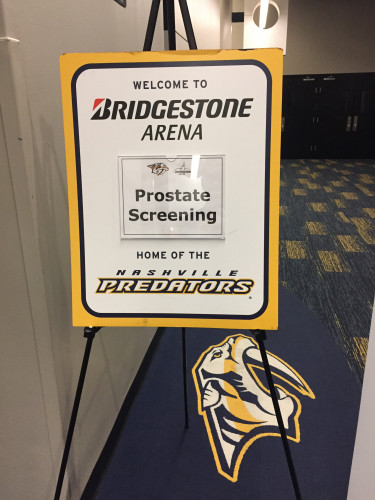 WELCOME TO
BRIDGESTONE
ARENA
Prostate
Screening
HOME OF THE
NASHVILLE
PREDATORS